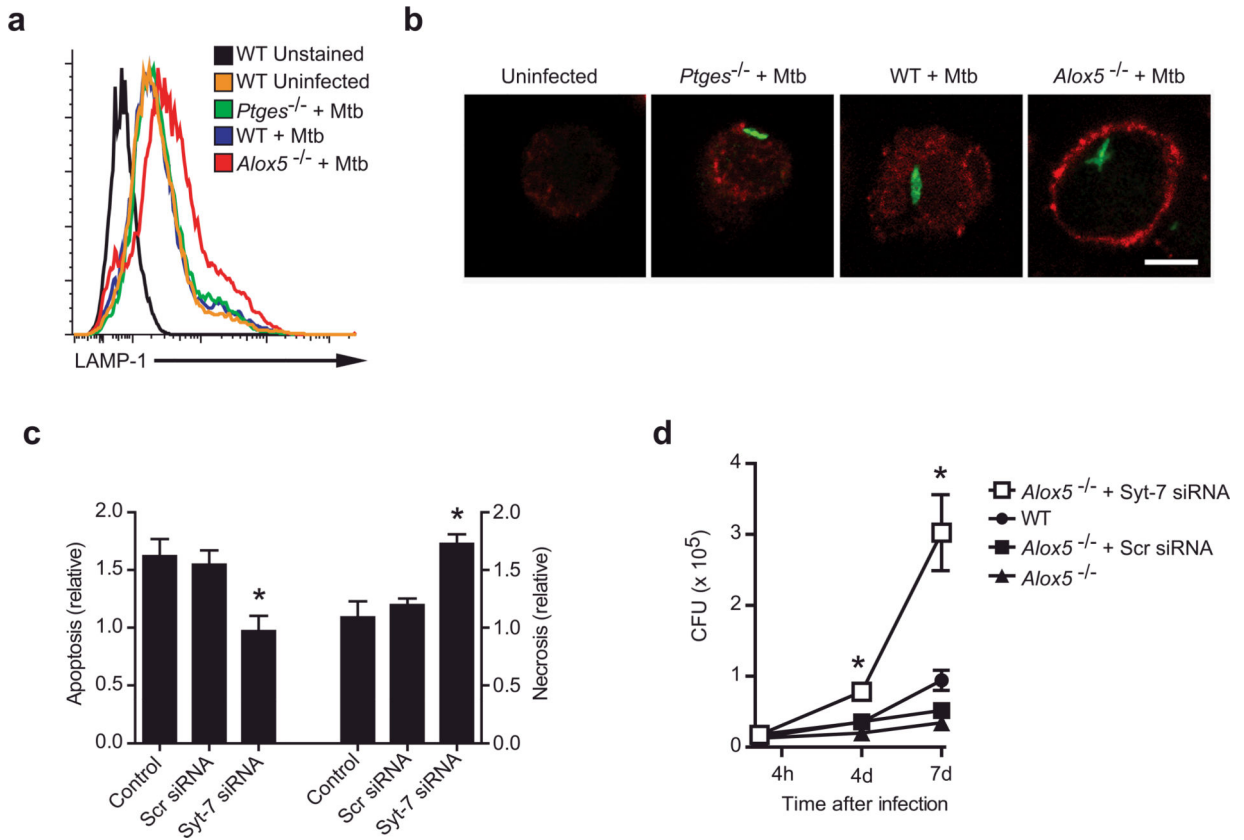 a
WT Unstained
WT Uninfected
Ptges-/- + Mtb
WT + Mtb
Alox5 -/- + Mtb
LAMP-1
b
Uninfected
Ptges-/- + Mtb
WT + Mtb
Alox5 -/- + Mtb
c
Apoptosis (relative)
2.0
1.5
1.0
0.5
0.0
*
*
2.0
1.5
1.0
0.5
0.0
Necrosis (relative)
Control
Scr siRNA
Syt-7 siRNA
Control
Scr siRNA
Syt-7 siRNA
d
CFU (x 10⁵)
4
3
2
1
0
*
*
4h
4d
7d
Time after infection
Alox5 -/- + Syt-7 siRNA
WT
Alox5 -/- + Scr siRNA
Alox5 -/-